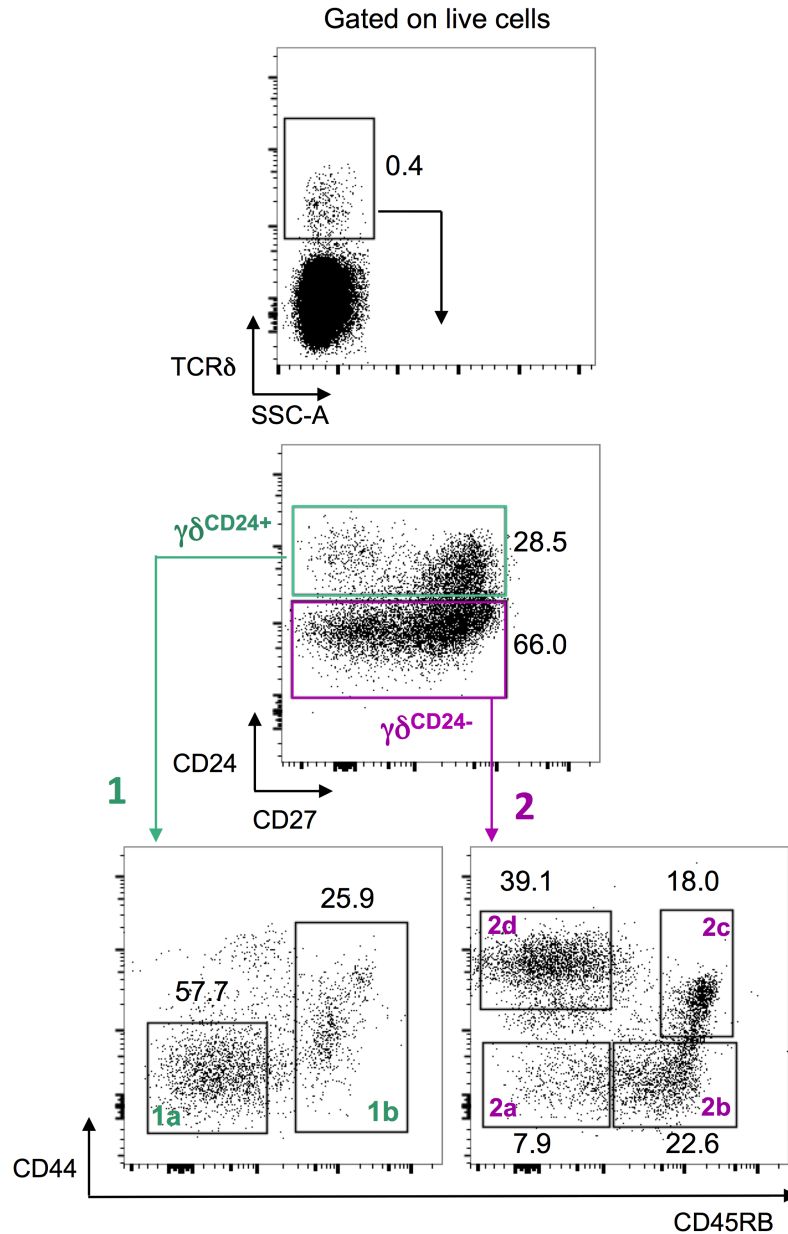 Gated on live cells
0.4
TCRδ
SSC-A
γδCD24+
28.5
66.0
γδCD24-
CD24
CD27
1
2
25.9
57.7
1a
1b
39.1
18.0
2d
2c
2a
2b
7.9
22.6
CD44
CD45RB